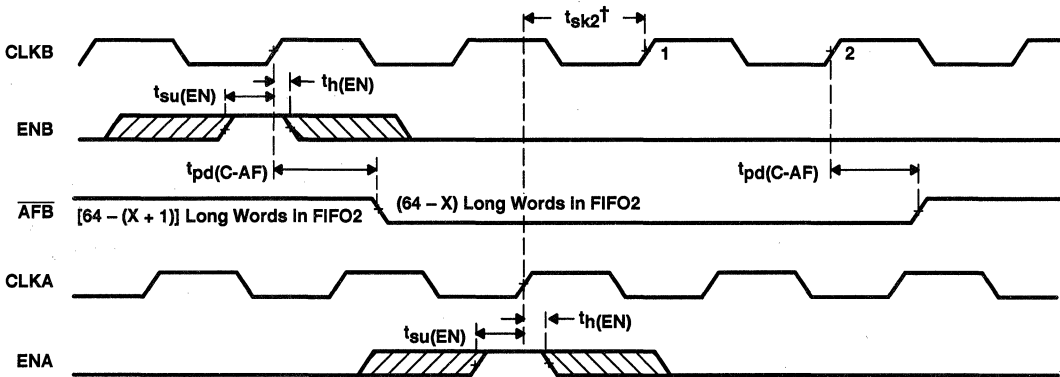 tsk2†
CLKB
1
2
tsu(EN)
th(EN)
ENB
tpd(C-AF)
tpd(C-AF)
AFB
[64 – (X + 1)] Long Words in FIFO2
(64 – X) Long Words in FIFO2
CLKA
tsu(EN)
th(EN)
ENA